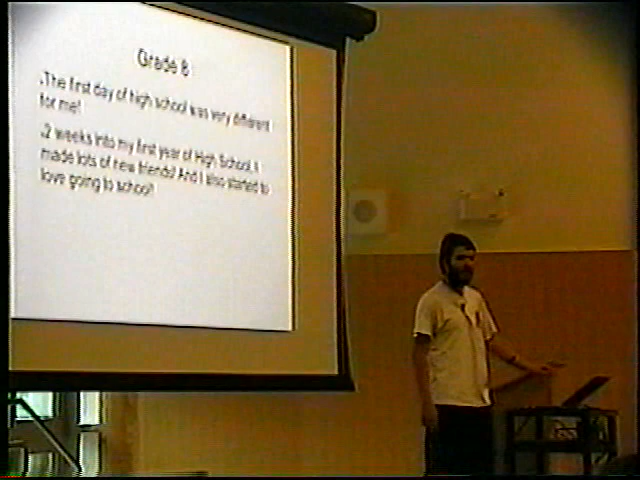 Grade 8
.The first day of high school was very different
for me!
.2 weeks into my first year of High School, I
made lots of new friends! And I also started to
love going to school!